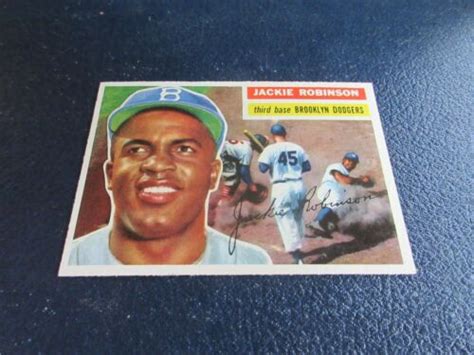 JACKIE ROBINSON
third base BROOKLYN DODGERS
B
45
Jackie Robinson